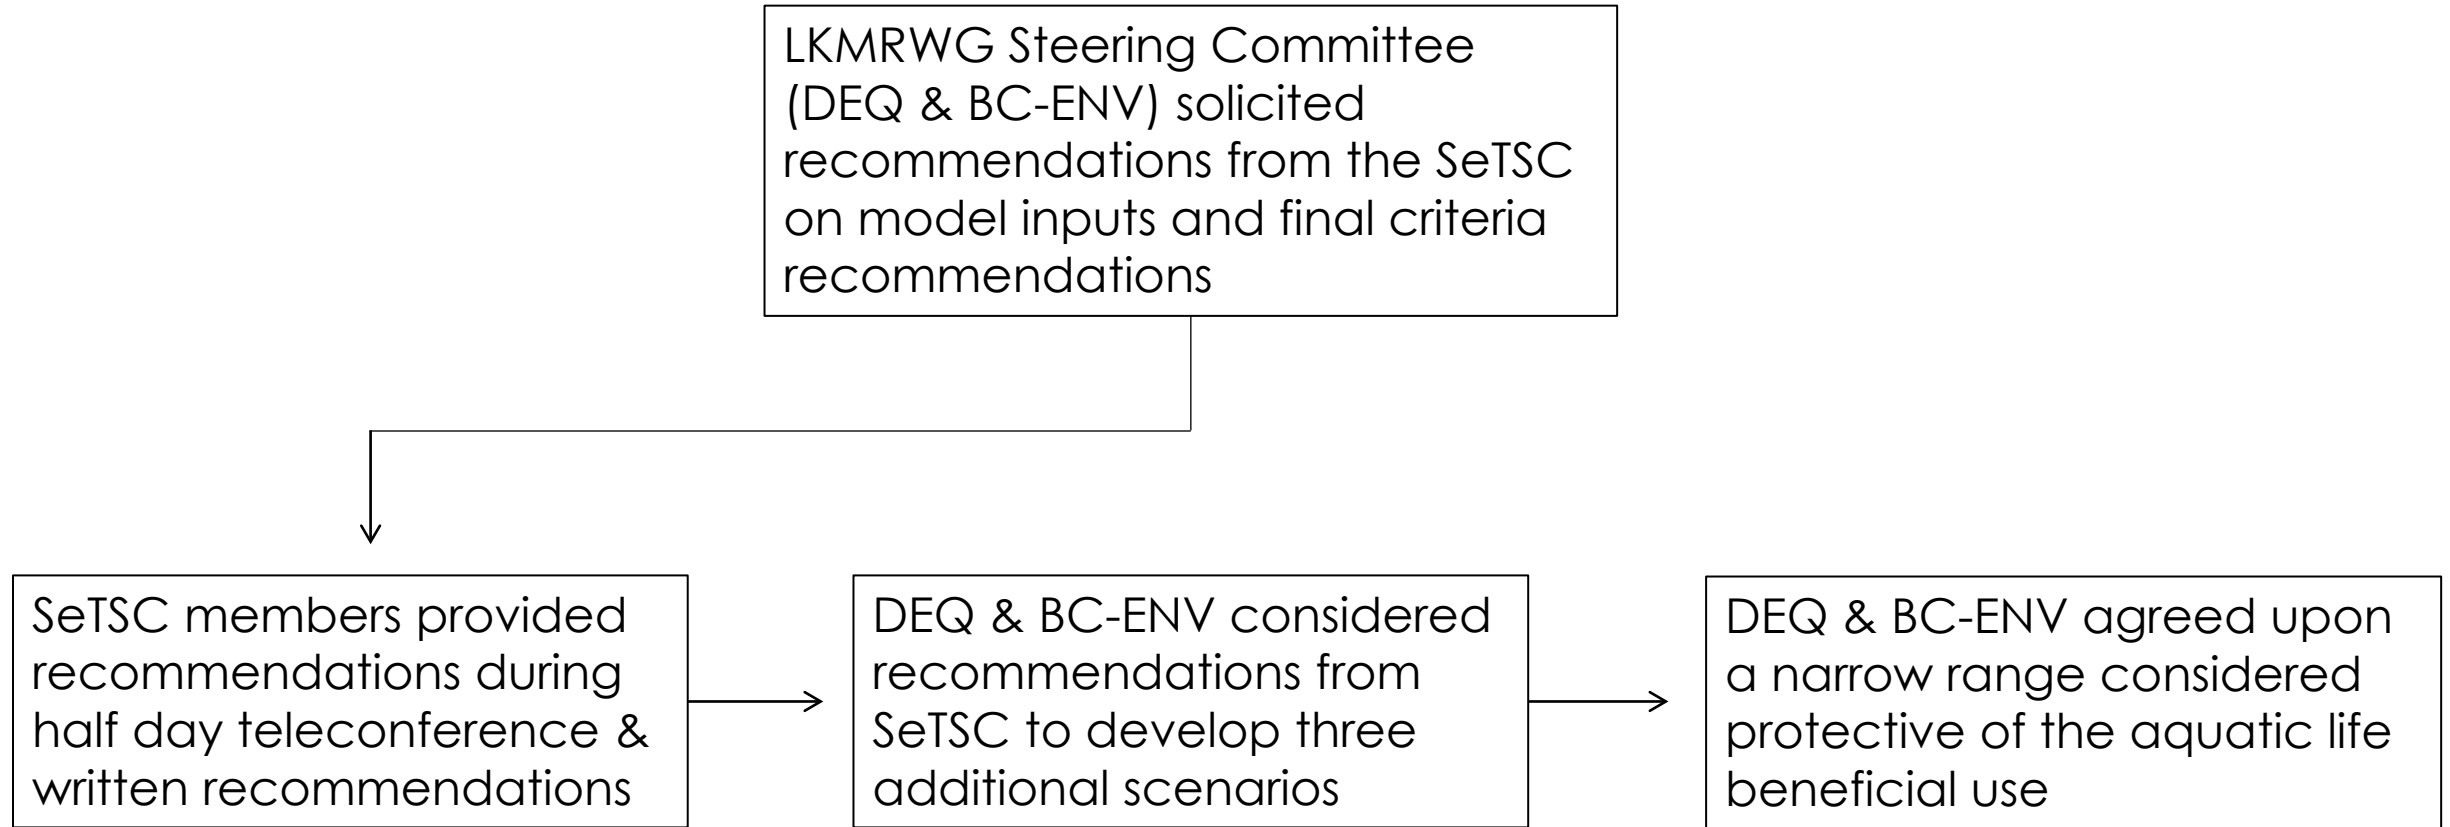 LKMRWG Steering Committee
(DEQ & BC-ENV) solicited
recommendations from the SeTSC
on model inputs and final criteria
recommendations
SeTSC members provided
recommendations during
half day teleconference &
written recommendations
DEQ & BC-ENV considered
recommendations from
SeTSC to develop three
additional scenarios
DEQ & BC-ENV agreed upon
a narrow range considered
protective of the aquatic life
beneficial use